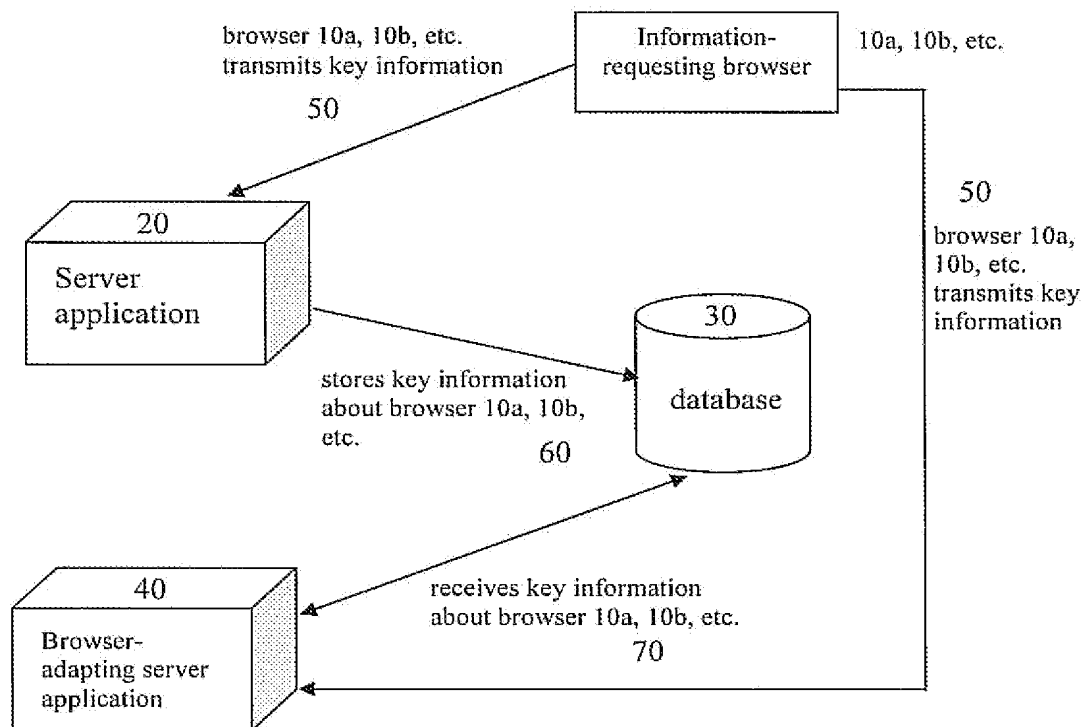 browser 10a, 10b, etc.
transmits key information
50
Information-
requesting browser
10a, 10b, etc.
50
browser 10a,
10b, etc.
transmits key
information
20
Server
application
30
database
stores key information
about browser 10a, 10b,
etc.
60
40
Browser-
adapting server
application
receives key information
about browser 10a, 10b, etc.
70